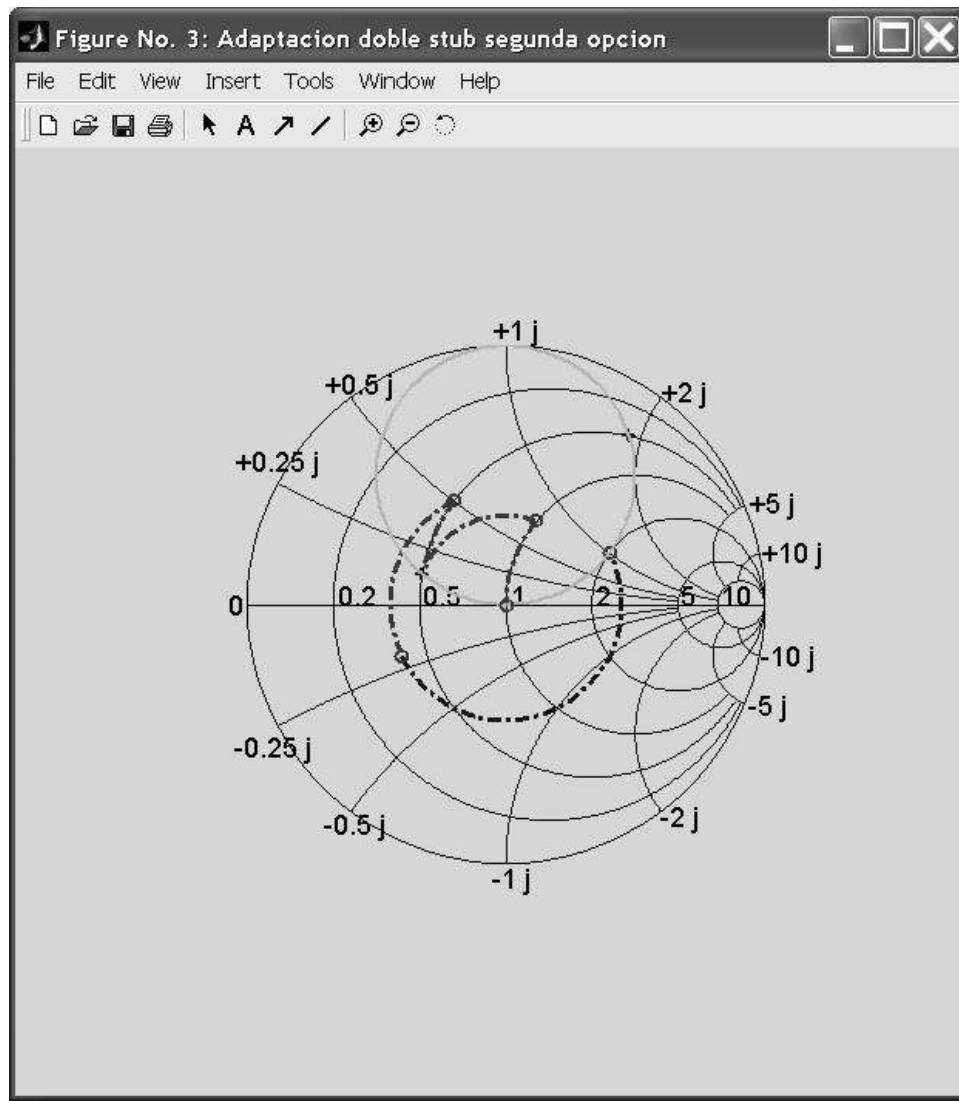 Figure No. 3: Adaptacion doble stub segunda opcion
File Edit View Insert Tools Window Help
A
+1 j
+0.5 j
+2 j
+0.25 j
+5 j
+10 j
0 0.2 0.5 1 2 5 10
-10 j
-5 j
-0.25 j
-0.5 j
-2 j
-1 j